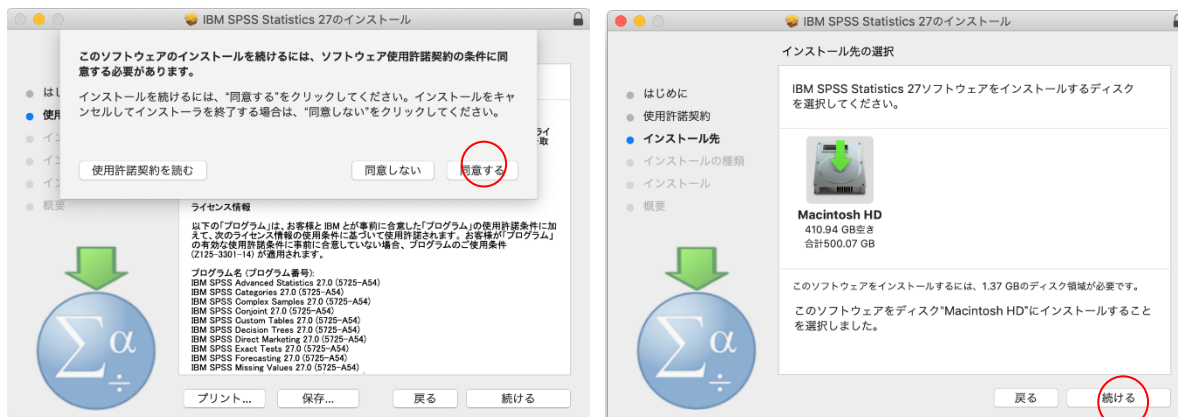 IBM SPSS Statistics 27のインストール
このソフトウェアのインストールを続けるには、ソフトウェア使用許諾契約の条件に同
意する必要があります。
インストールを続けるには、“同意する”をクリックしてください。インストールをキャ
ンセルしてインストーラを終了する場合は、“同意しない”をクリックしてください。
使用許諾契約を読む
同意しない
同意する
は
使用
概要
ライセンス情報
以下の「プログラム」は、お客様と IBM とが事前に合意した「プログラム」の使用許諾条件に加
えて、次のライセンス情報の使用条件に基づいて使用許諾されます。お客様が「プログラム」
の有効な使用許諾条件に事前に合意していない場合、プログラムのご使用条件
(Z125-3301-14) が適用されます。
プログラム名 (プログラム番号):
IBM SPSS Advanced Statistics 27.0 (5725-A54)
IBM SPSS Categories 27.0 (5725-A54)
IBM SPSS Complex Samples 27.0 (5725-A54)
IBM SPSS Conjoint 27.0 (5725-A54)
IBM SPSS Custom Tables 27.0 (5725-A54)
IBM SPSS Decision Trees 27.0 (5725-A54)
IBM SPSS Direct Marketing 27.0 (5725-A54)
IBM SPSS Exact Tests 27.0 (5725-A54)
IBM SPSS Forecasting 27.0 (5725-A54)
IBM SPSS Missing Values 27.0 (5725-A54)
Σα÷
プリント...
保存...
戻る
続ける
IBM SPSS Statistics 27のインストール
インストール先の選択
はじめに
使用許諾契約
インストール先
インストールの種類
インストール
概要
IBM SPSS Statistics 27ソフトウェアをインストールするディスク
を選択してください。
Macintosh HD
410.94 GB空き
合計500.07 GB
このソフトウェアをインストールするには、1.37 GBのディスク領域が必要です。
このソフトウェアをディスク“Macintosh HD”にインストールすること
を選択しました。
Σα÷
戻る
続ける